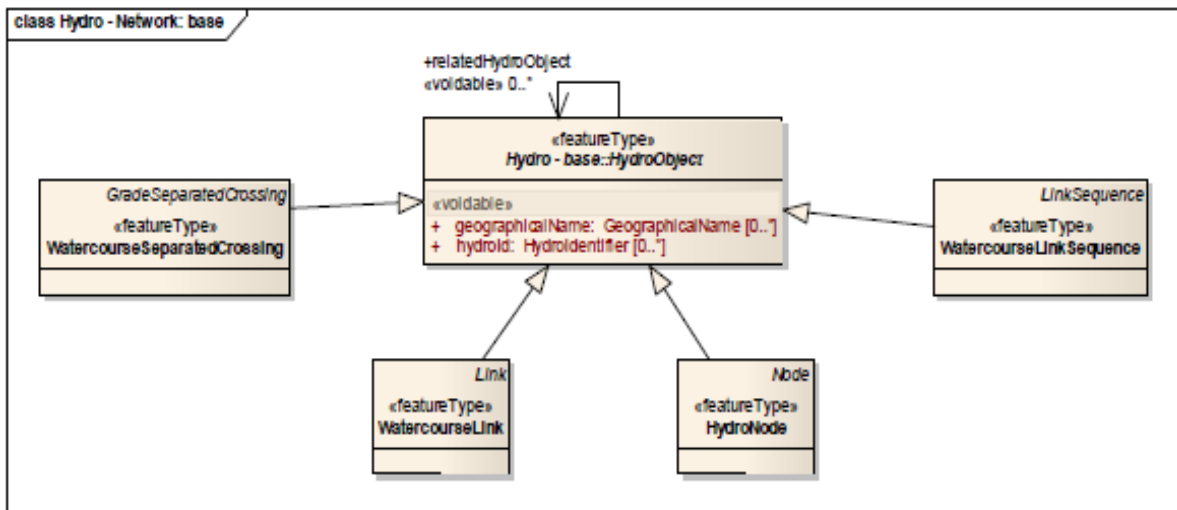 class Hydro - Network: base
+relatedHydroObject
«voidable» 0..*
«featureType»
Hydro - base::HydroObject
«voidable»
+ geographicalName: GeographicalName [0..*]
+ hydroId: HydroIdentifier [0..*]
GradeSeparatedCrossing
«featureType»
WatercourseSeparatedCrossing
LinkSequence
«featureType»
WatercourseLinkSequence
Link
«featureType»
WatercourseLink
Node
«featureType»
HydroNode